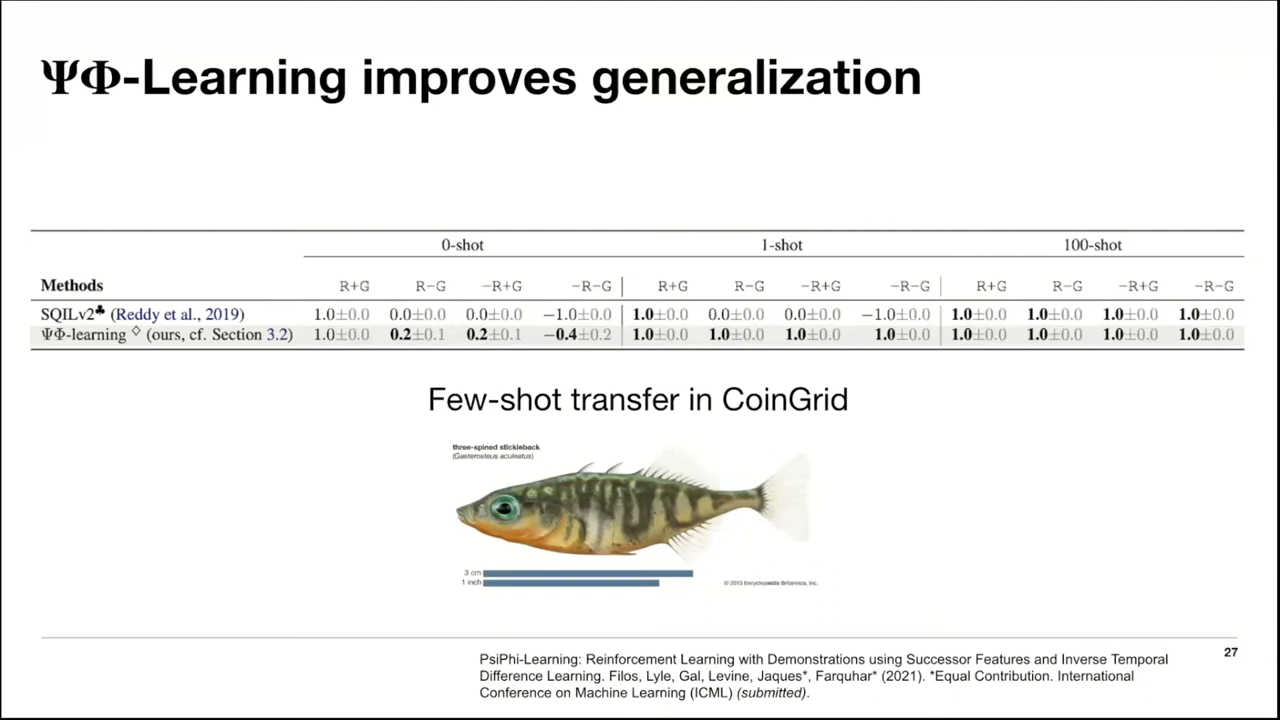 ΨΦ-Learning improves generalization
0-shot 1-shot 100-shot
Methods R+G R−G −R+G −R−G R+G R−G −R+G −R−G R+G R−G −R+G −R−G
SQILv2♣ (Reddy et al., 2019) 1.0±0.0 0.0±0.0 0.0±0.0 −1.0±0.0 1.0±0.0 0.0±0.0 0.0±0.0 −1.0±0.0 1.0±0.0 1.0±0.0 1.0±0.0 1.0±0.0
ΨΦ-learning ◇ (ours, cf. Section 3.2) 1.0±0.0 0.2±0.1 0.2±0.1 −0.4±0.2 1.0±0.0 1.0±0.0 1.0±0.0 1.0±0.0 1.0±0.0 1.0±0.0 1.0±0.0 1.0±0.0
Few-shot transfer in CoinGrid
three-spined stickleback
(Gasterosteus aculeatus)
3 cm
1 inch
© 2013 Encyclopædia Britannica, Inc.
PsiPhi-Learning: Reinforcement Learning with Demonstrations using Successor Features and Inverse Temporal
Difference Learning. Filos, Lyle, Gal, Levine, Jaques*, Farquhar* (2021). *Equal Contribution. International
Conference on Machine Learning (ICML) (submitted).
27